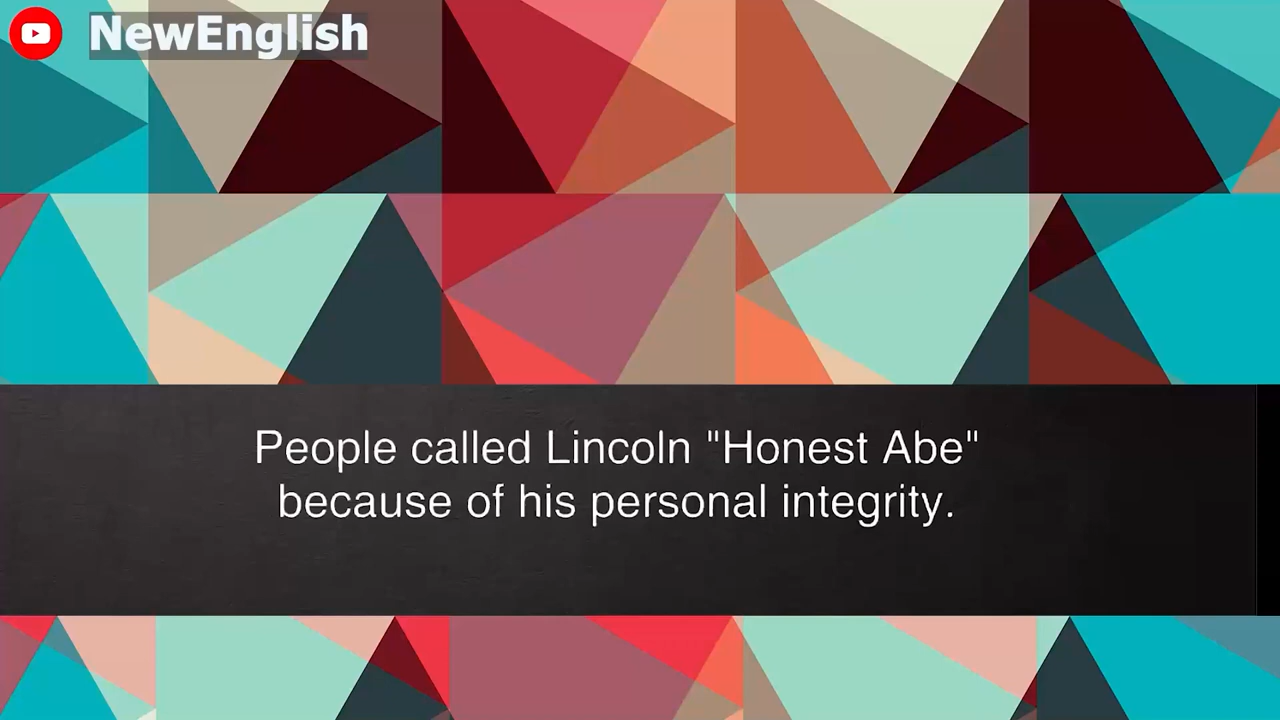 NewEnglish
People called Lincoln "Honest Abe"
because of his personal integrity.